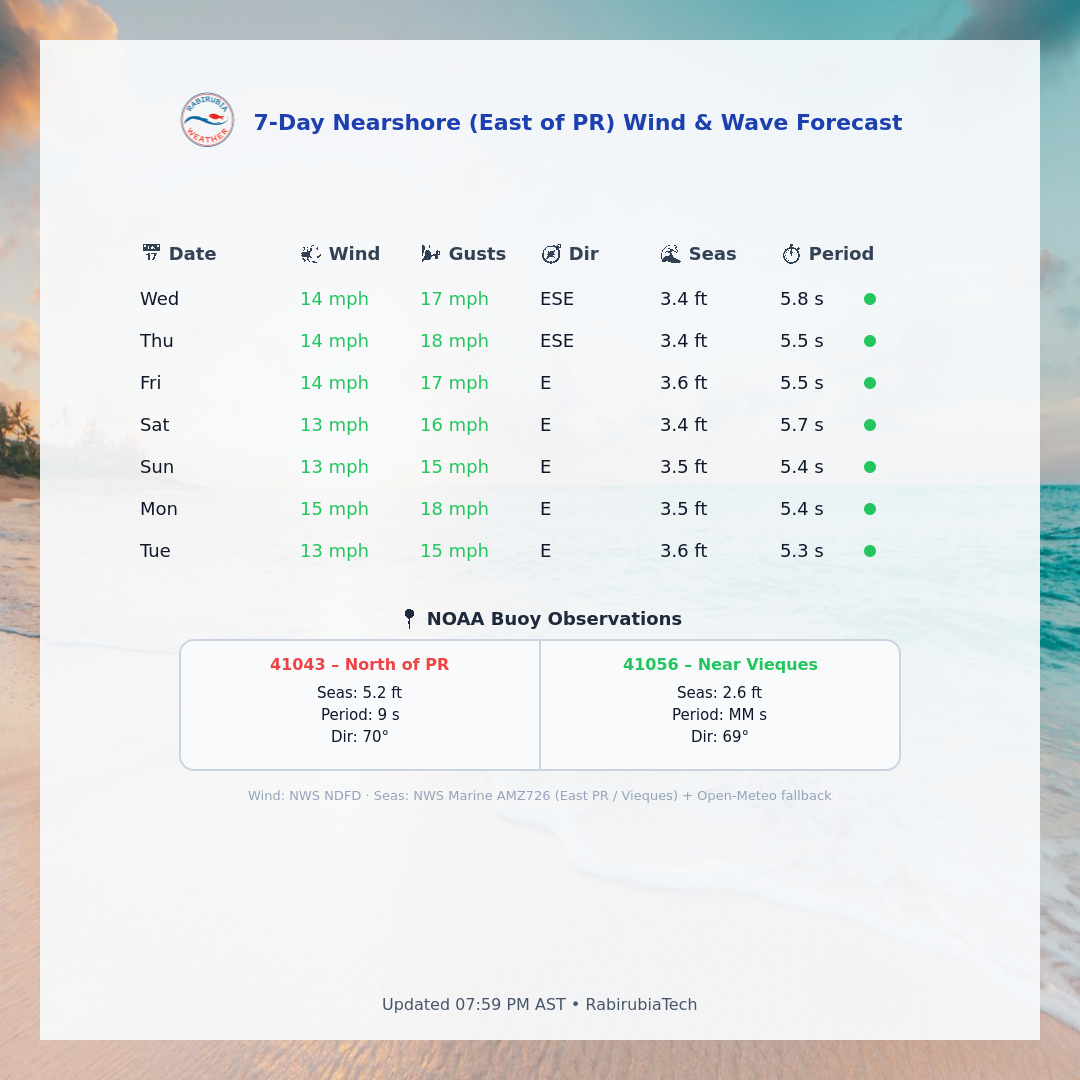 RABIRUBIA WEATHER
7-Day Nearshore (East of PR) Wind & Wave Forecast
17 Date Wind Gusts Dir Seas Period
Wed 14 mph 17 mph ESE 3.4 ft 5.8 s
Thu 14 mph 18 mph ESE 3.4 ft 5.5 s
Fri 14 mph 17 mph E 3.6 ft 5.5 s
Sat 13 mph 16 mph E 3.4 ft 5.7 s
Sun 13 mph 15 mph E 3.5 ft 5.4 s
Mon 15 mph 18 mph E 3.5 ft 5.4 s
Tue 13 mph 15 mph E 3.6 ft 5.3 s
NOAA Buoy Observations
41043 – North of PR
Seas: 5.2 ft
Period: 9 s
Dir: 70°
41056 – Near Vieques
Seas: 2.6 ft
Period: MM s
Dir: 69°
Wind: NWS NDFD · Seas: NWS Marine AMZ726 (East PR / Vieques) + Open-Meteo fallback
Updated 07:59 PM AST • RabirubiaTech